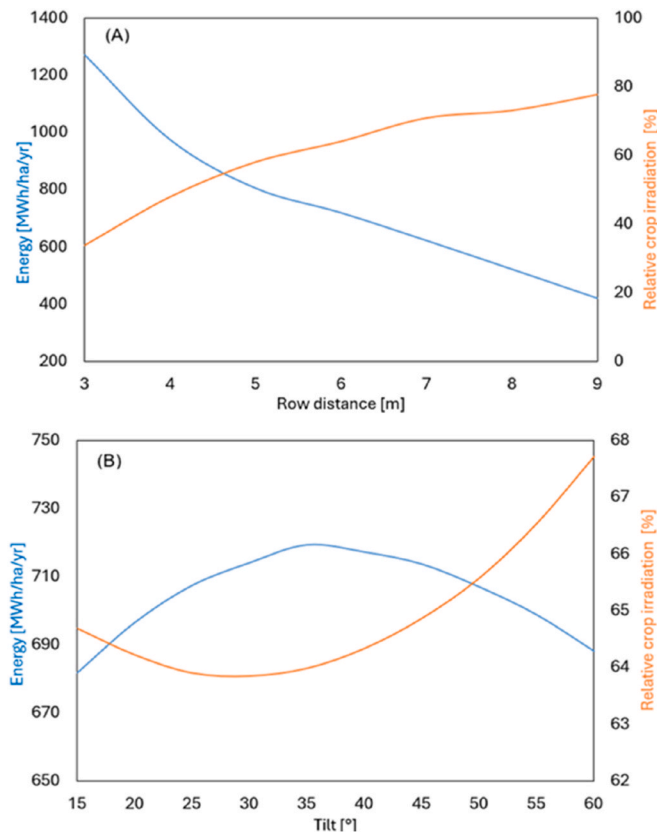 (A)
1400
1200
1000
800
600
400
200
Energy [MWh/ha/yr]
100
80
60
40
20
0
Relative crop irradiation [%]
3 4 5 6 7 8 9
Row distance [m]
(B)
750
730
710
690
670
650
Energy [MWh/ha/yr]
68
67
66
65
64
63
62
Relative crop irradiation [%]
15 20 25 30 35 40 45 50 55 60
Tilt [°]